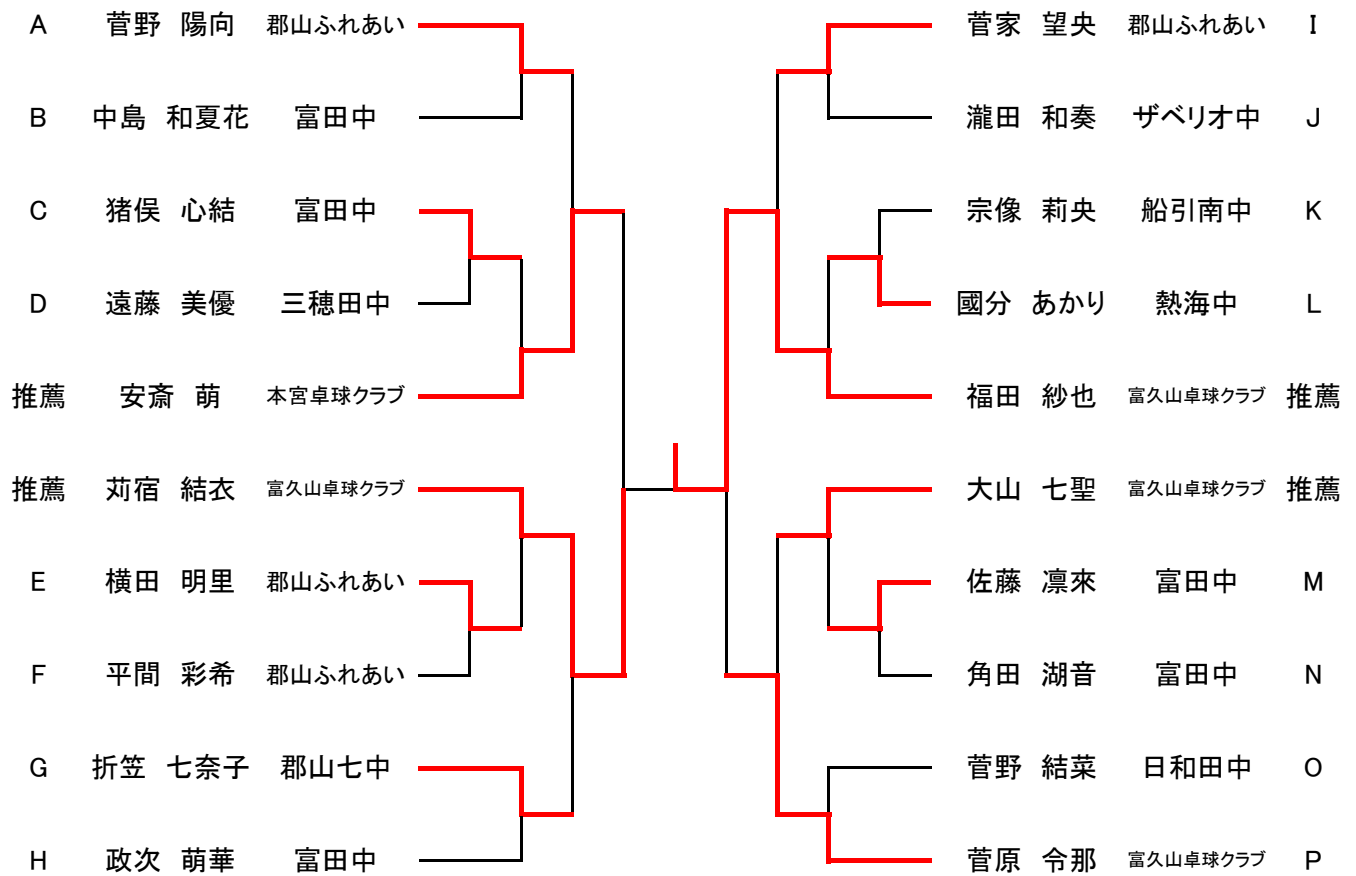 A 菅野 陽向 郡山ふれあい
B 中島 和夏花 富田中
C 猪俣 心結 富田中
D 遠藤 美優 三穂田中
推薦 安斎 萌 本宮卓球クラブ
推薦 苅宿 結衣 富久山卓球クラブ
E 横田 明里 郡山ふれあい
F 平間 彩希 郡山ふれあい
G 折笠 七奈子 郡山七中
H 政次 萌華 富田中
菅家 望央 郡山ふれあい I
瀧田 和奏 ザベリオ中 J
宗像 莉央 船引南中 K
國分 あかり 熱海中 L
福田 紗也 富久山卓球クラブ 推薦
大山 七聖 富久山卓球クラブ 推薦
佐藤 凛來 富田中 M
角田 湖音 富田中 N
菅野 結菜 日和田中 O
菅原 令那 富久山卓球クラブ P